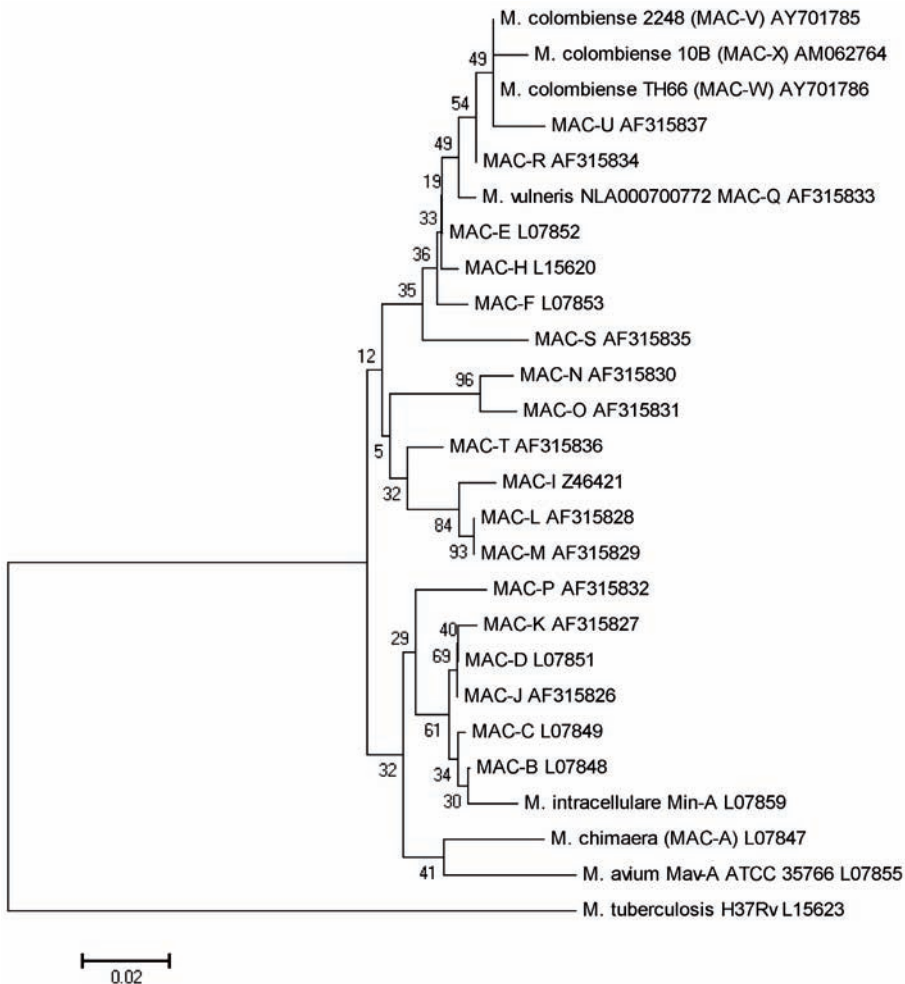 M. colombiense 2248 (MAC-V) AY701785
M. colombiense 10B (MAC-X) AM062764
49
M. colombiense TH66 (MAC-W) AY701786
54
MAC-U AF315837
49
MAC-R AF315834
19
M. vulneris NLA000700772 MAC-Q AF315833
33
MAC-E L07852
36
MAC-H L15620
35
MAC-F L07853
MAC-S AF315835
12
96
MAC-N AF315830
MAC-O AF315831
5
MAC-T AF315836
32
MAC-I Z46421
84
MAC-L AF315828
93
MAC-M AF315829
MAC-P AF315832
29
40
MAC-K AF315827
69
MAC-D L07851
MAC-J AF315826
61
MAC-C L07849
32
34
MAC-B L07848
30
M. intracellulare Min-A L07859
M. chimaera (MAC-A) L07847
41
M. avium Mav-A ATCC 35766 L07855
M. tuberculosis H37Rv L15623
0.02